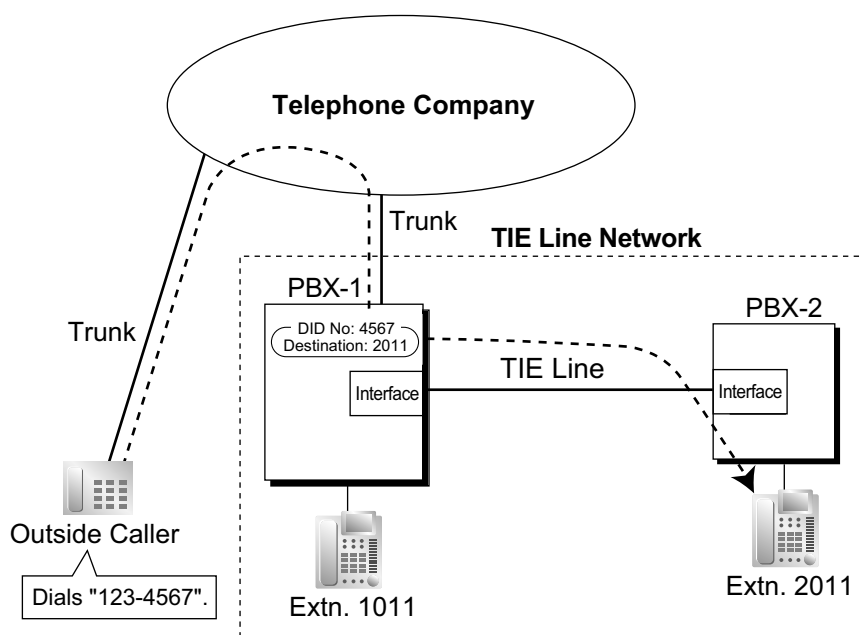 Telephone Company
Trunk
TIE Line Network
PBX-1
PBX-2
Trunk
DID No: 4567
Destination: 2011
TIE Line
Interface
Interface
Outside Caller
Dials "123-4567".
Extn. 1011
Extn. 2011